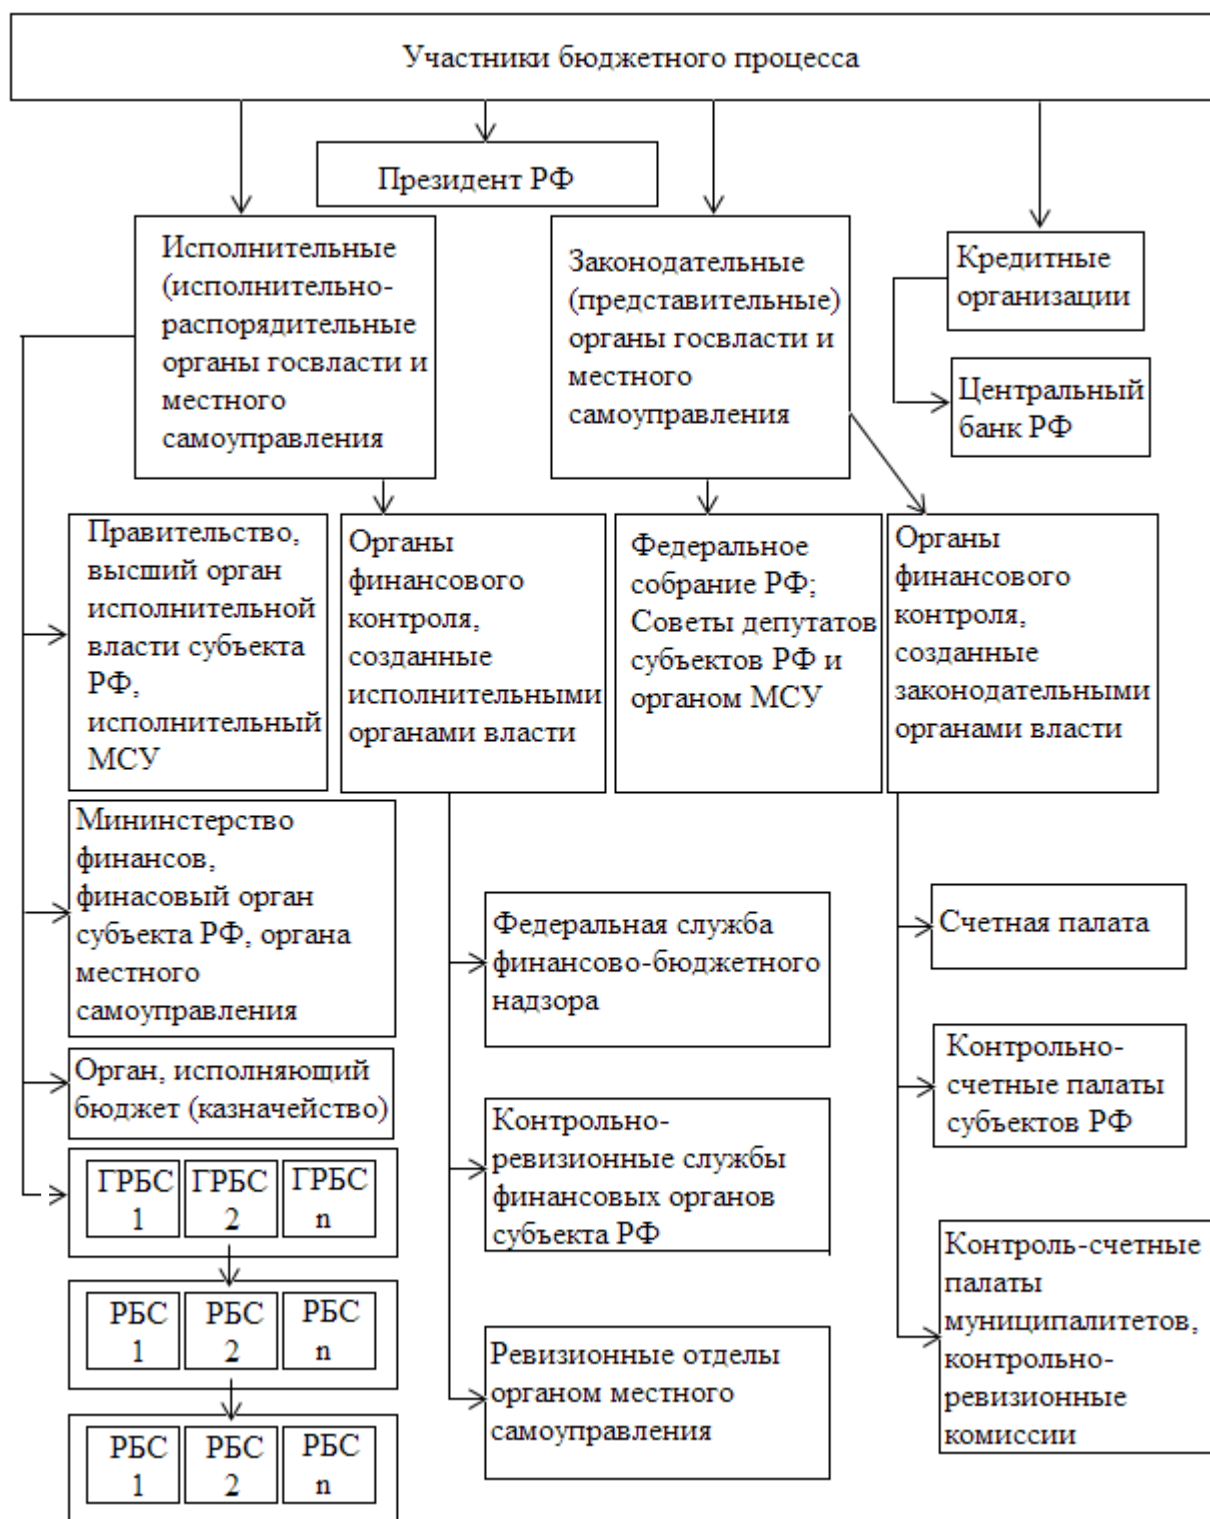 Участники бюджетного процесса
Президент РФ
Исполнительные
(исполнительно-
распорядительные
органы госвласти и
местного
самоуправления
Законодательные
(представительные)
органы госвласти и
местного
самоуправления
Кредитные
организации
Центральный
банк РФ
Правительство,
высший орган
исполнительной
власти субъекта
РФ,
исполнительный
МСУ
Органы
финансового
контроля,
созданные
исполнительными
органами власти
Федеральное
собрание РФ;
Советы депутатов
субъектов РФ и
органом МСУ
Органы
финансового
контроля,
созданные
законодательными
органами власти
Мининстерство
финансов,
финасовый орган
субъекта РФ, органа
местного
самоуправления
Орган, исполняющий
бюджет (казначейство)
ГРБС
1
ГРБС
2
ГРБС
n
РБС
1
РБС
2
РБС
n
РБС
1
РБС
2
РБС
n
Федеральная служба
финансово-бюджетного
надзора
Контрольно-
ревизионные службы
финансовых органов
субъекта РФ
Ревизионные отделы
органом местного
самоуправления
Счетная палата
Контрольно-
счетные палаты
субъектов РФ
Контроль-счетные
палаты
муниципалитетов,
контрольно-
ревизионные
комиссии